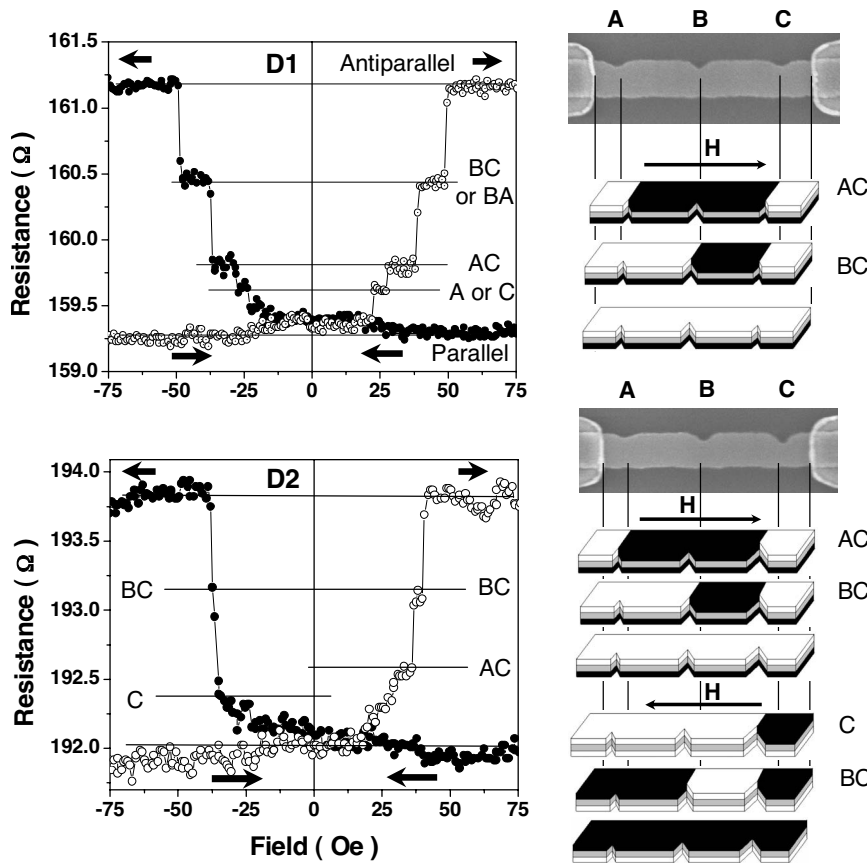 D1
161.5
161.0
160.5
160.0
159.5
159.0
Resistance ( Ω )
Antiparallel
BC
or BA
AC
A or C
Parallel
-75 -50 -25 0 25 50 75
A B C
H
AC
BC
D2
194.0
193.5
193.0
192.5
192.0
Resistance ( Ω )
BC
C
BC
AC
-75 -50 -25 0 25 50 75
Field ( Oe )
A B C
H
AC
BC
H
C
BC